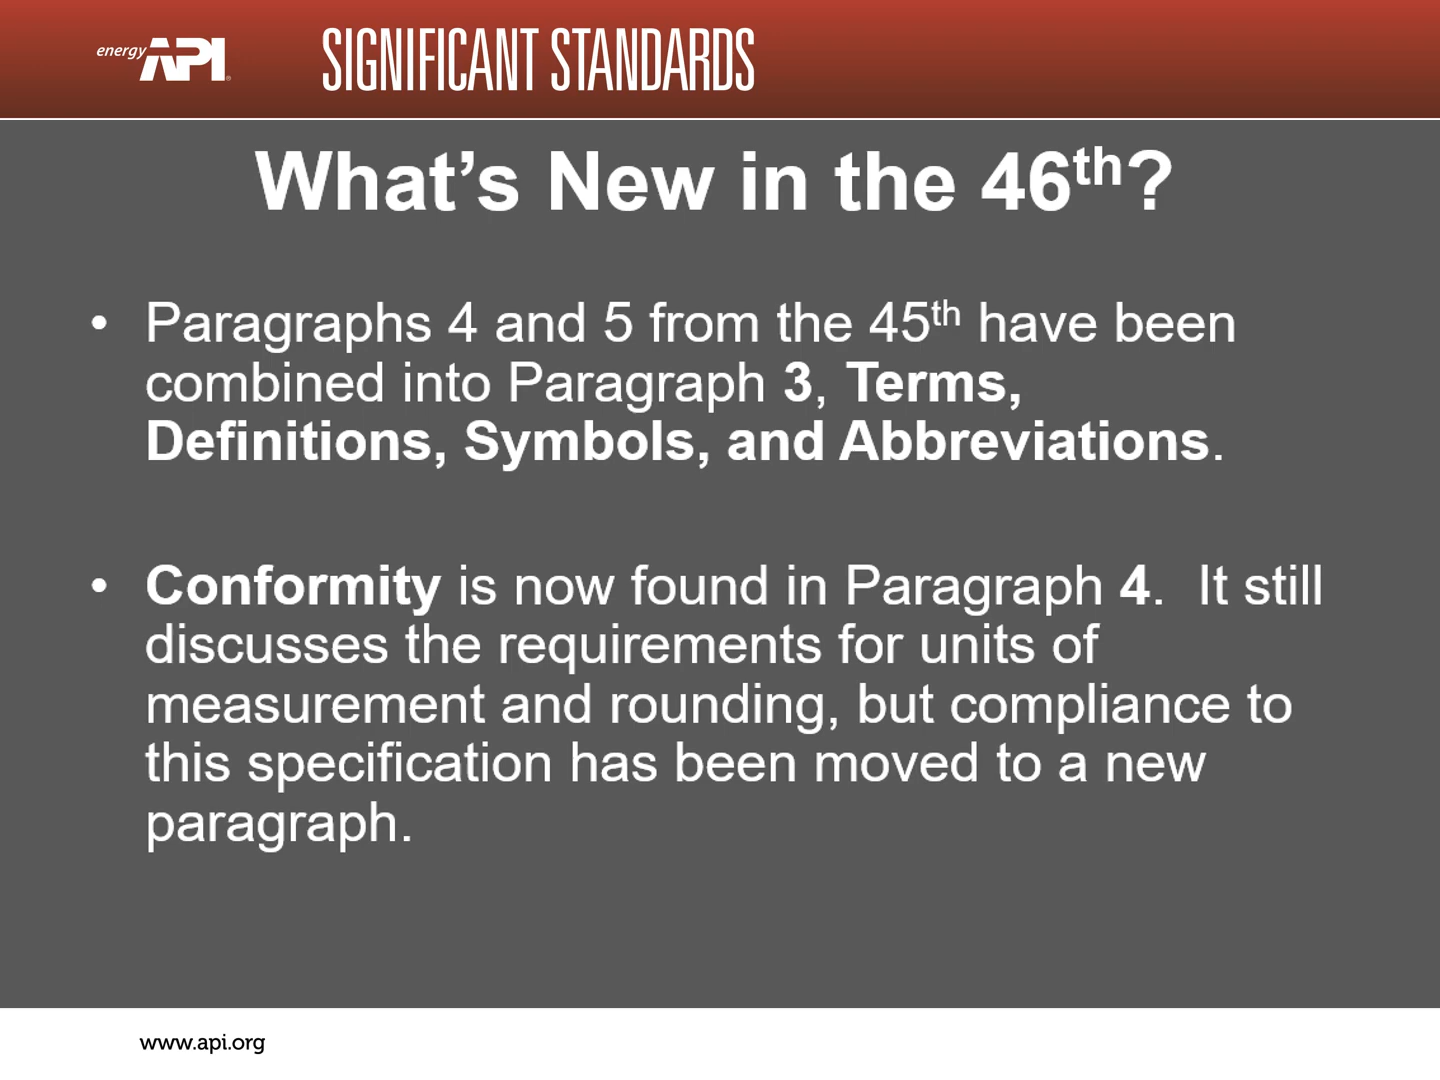 energy API
SIGNIFICANT STANDARDS
What’s New in the 46th?
• Paragraphs 4 and 5 from the 45th have been
combined into Paragraph 3, Terms,
Definitions, Symbols, and Abbreviations.
• Conformity is now found in Paragraph 4.  It still
discusses the requirements for units of
measurement and rounding, but compliance to
this specification has been moved to a new
paragraph.
www.api.org